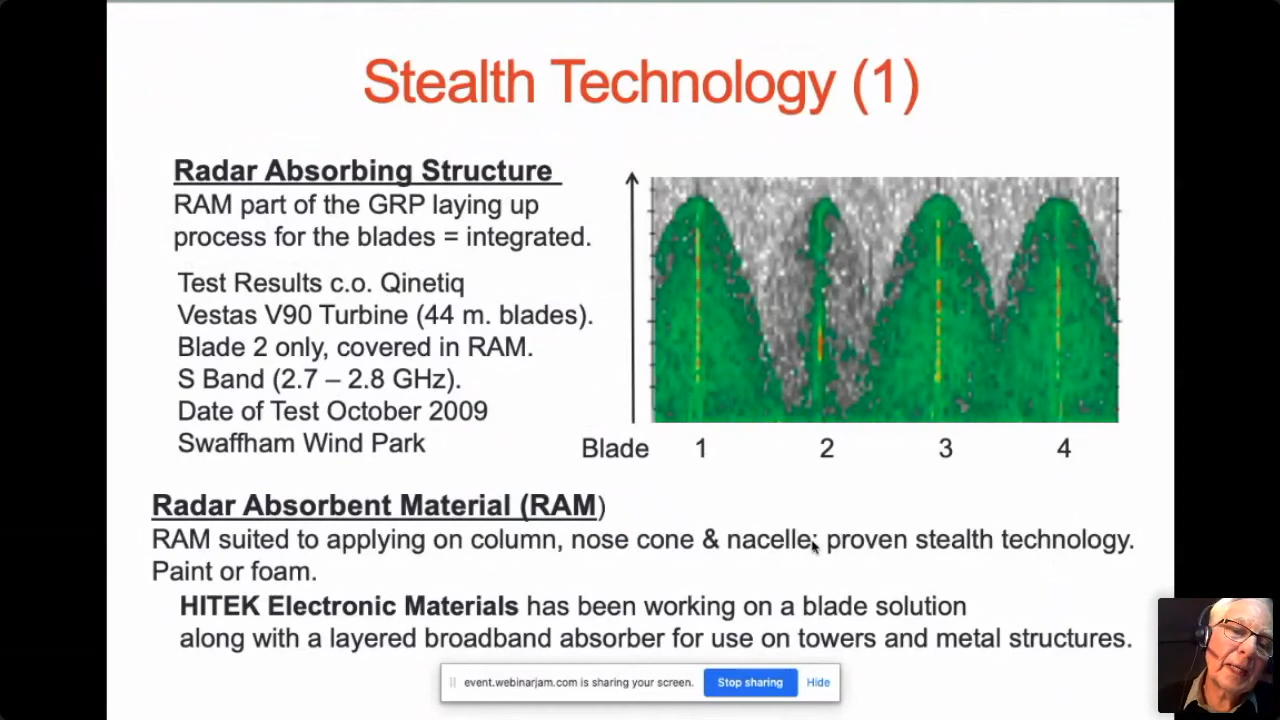 Stealth Technology (1)
Radar Absorbing Structure
RAM part of the GRP laying up
process for the blades = integrated.
Test Results c.o. Qinetiq
Vestas V90 Turbine (44 m. blades).
Blade 2 only, covered in RAM.
S Band (2.7 – 2.8 GHz).
Date of Test October 2009
Swaffham Wind Park
Blade 1 2 3 4
Radar Absorbent Material (RAM)
RAM suited to applying on column, nose cone & nacelle; proven stealth technology.
Paint or foam.
HITEK Electronic Materials has been working on a blade solution
along with a layered broadband absorber for use on towers and metal structures.
event.webinarjam.com is sharing your screen. Stop sharing Hide